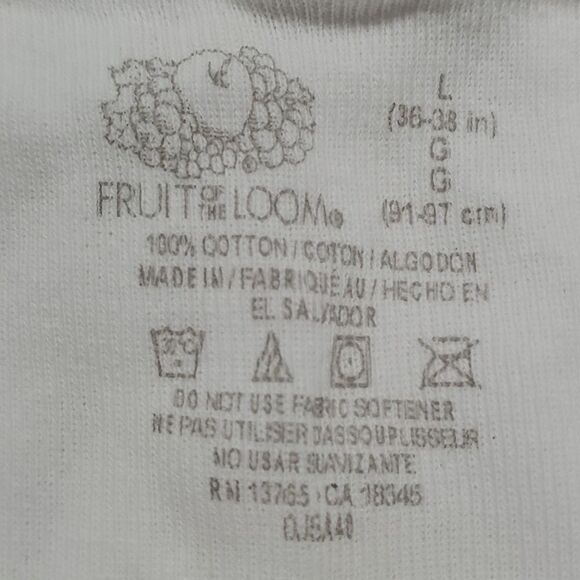 FRUIT OF THE LOOM®
L
(36-38 in)
G
G
(91-97 cm)
100% COTTON / COTON / ALGODÓN
MADE IN / FABRIQUÉ AU / HECHO EN
EL SALVADOR
DO NOT USE FABRIC SOFTENER
NE PAS UTILISER D'ASSOUPLISSEUR
NO USAR SUAVIZANTE
RN 13765 · CA 18345